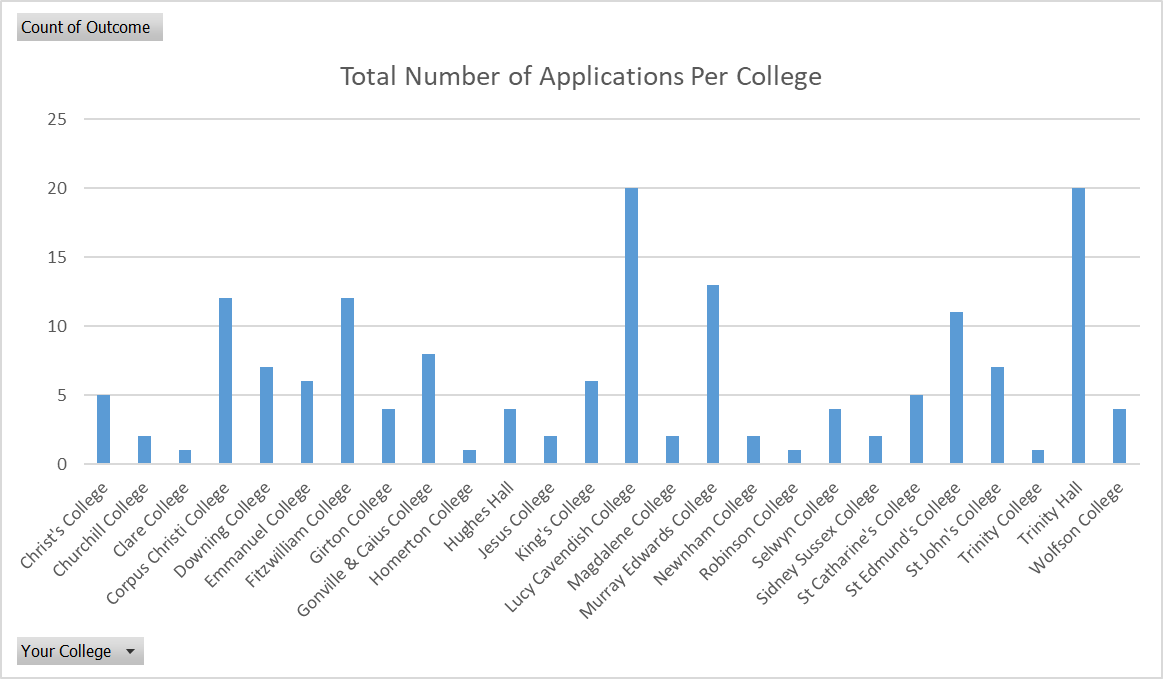 Count of Outcome
Total Number of Applications Per College
25
20
15
10
5
0
Christ's College
Churchill College
Clare College
Corpus Christi College
Downing College
Emmanuel College
Fitzwilliam College
Girton College
Gonville & Caius College
Homerton College
Hughes Hall
Jesus College
King's College
Lucy Cavendish College
Magdalene College
Murray Edwards College
Newnham College
Robinson College
Selwyn College
Sidney Sussex College
St Catharine's College
St Edmund's College
St John's College
Trinity College
Trinity Hall
Wolfson College
Your College